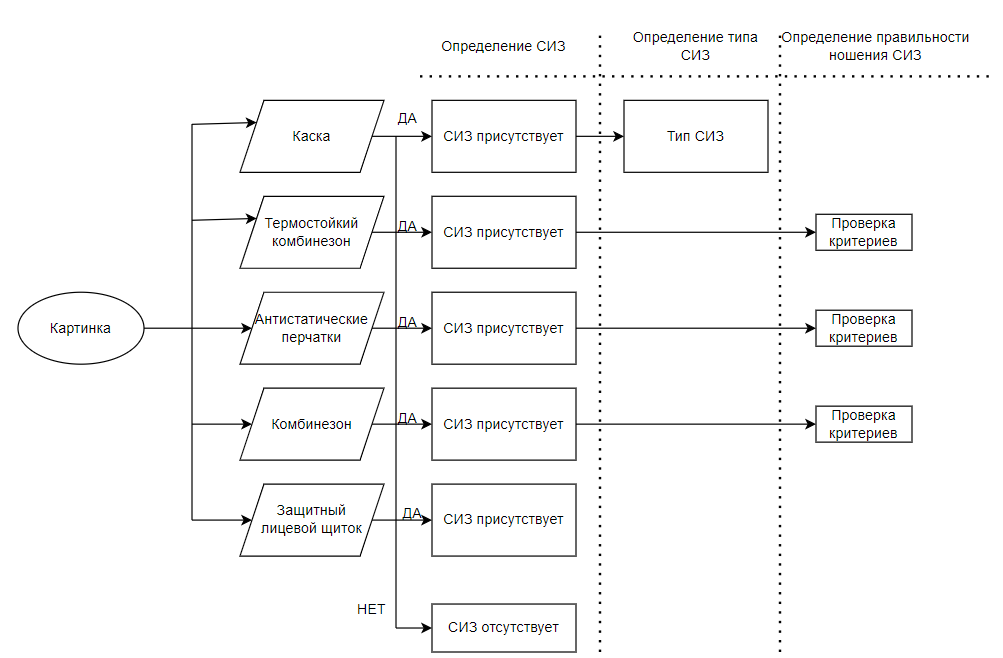 Определение СИЗ
Определение типа
СИЗ
Определение правильности
ношения СИЗ
Каска
ДА
СИЗ присутствует
Тип СИЗ
Термостойкий
комбинезон
ДА
СИЗ присутствует
Проверка
критериев
Картинка
Антистатические
перчатки
ДА
СИЗ присутствует
Проверка
критериев
Комбинезон
ДА
СИЗ присутствует
Проверка
критериев
Защитный
лицевой щиток
ДА
СИЗ присутствует
НЕТ
СИЗ отсутствует